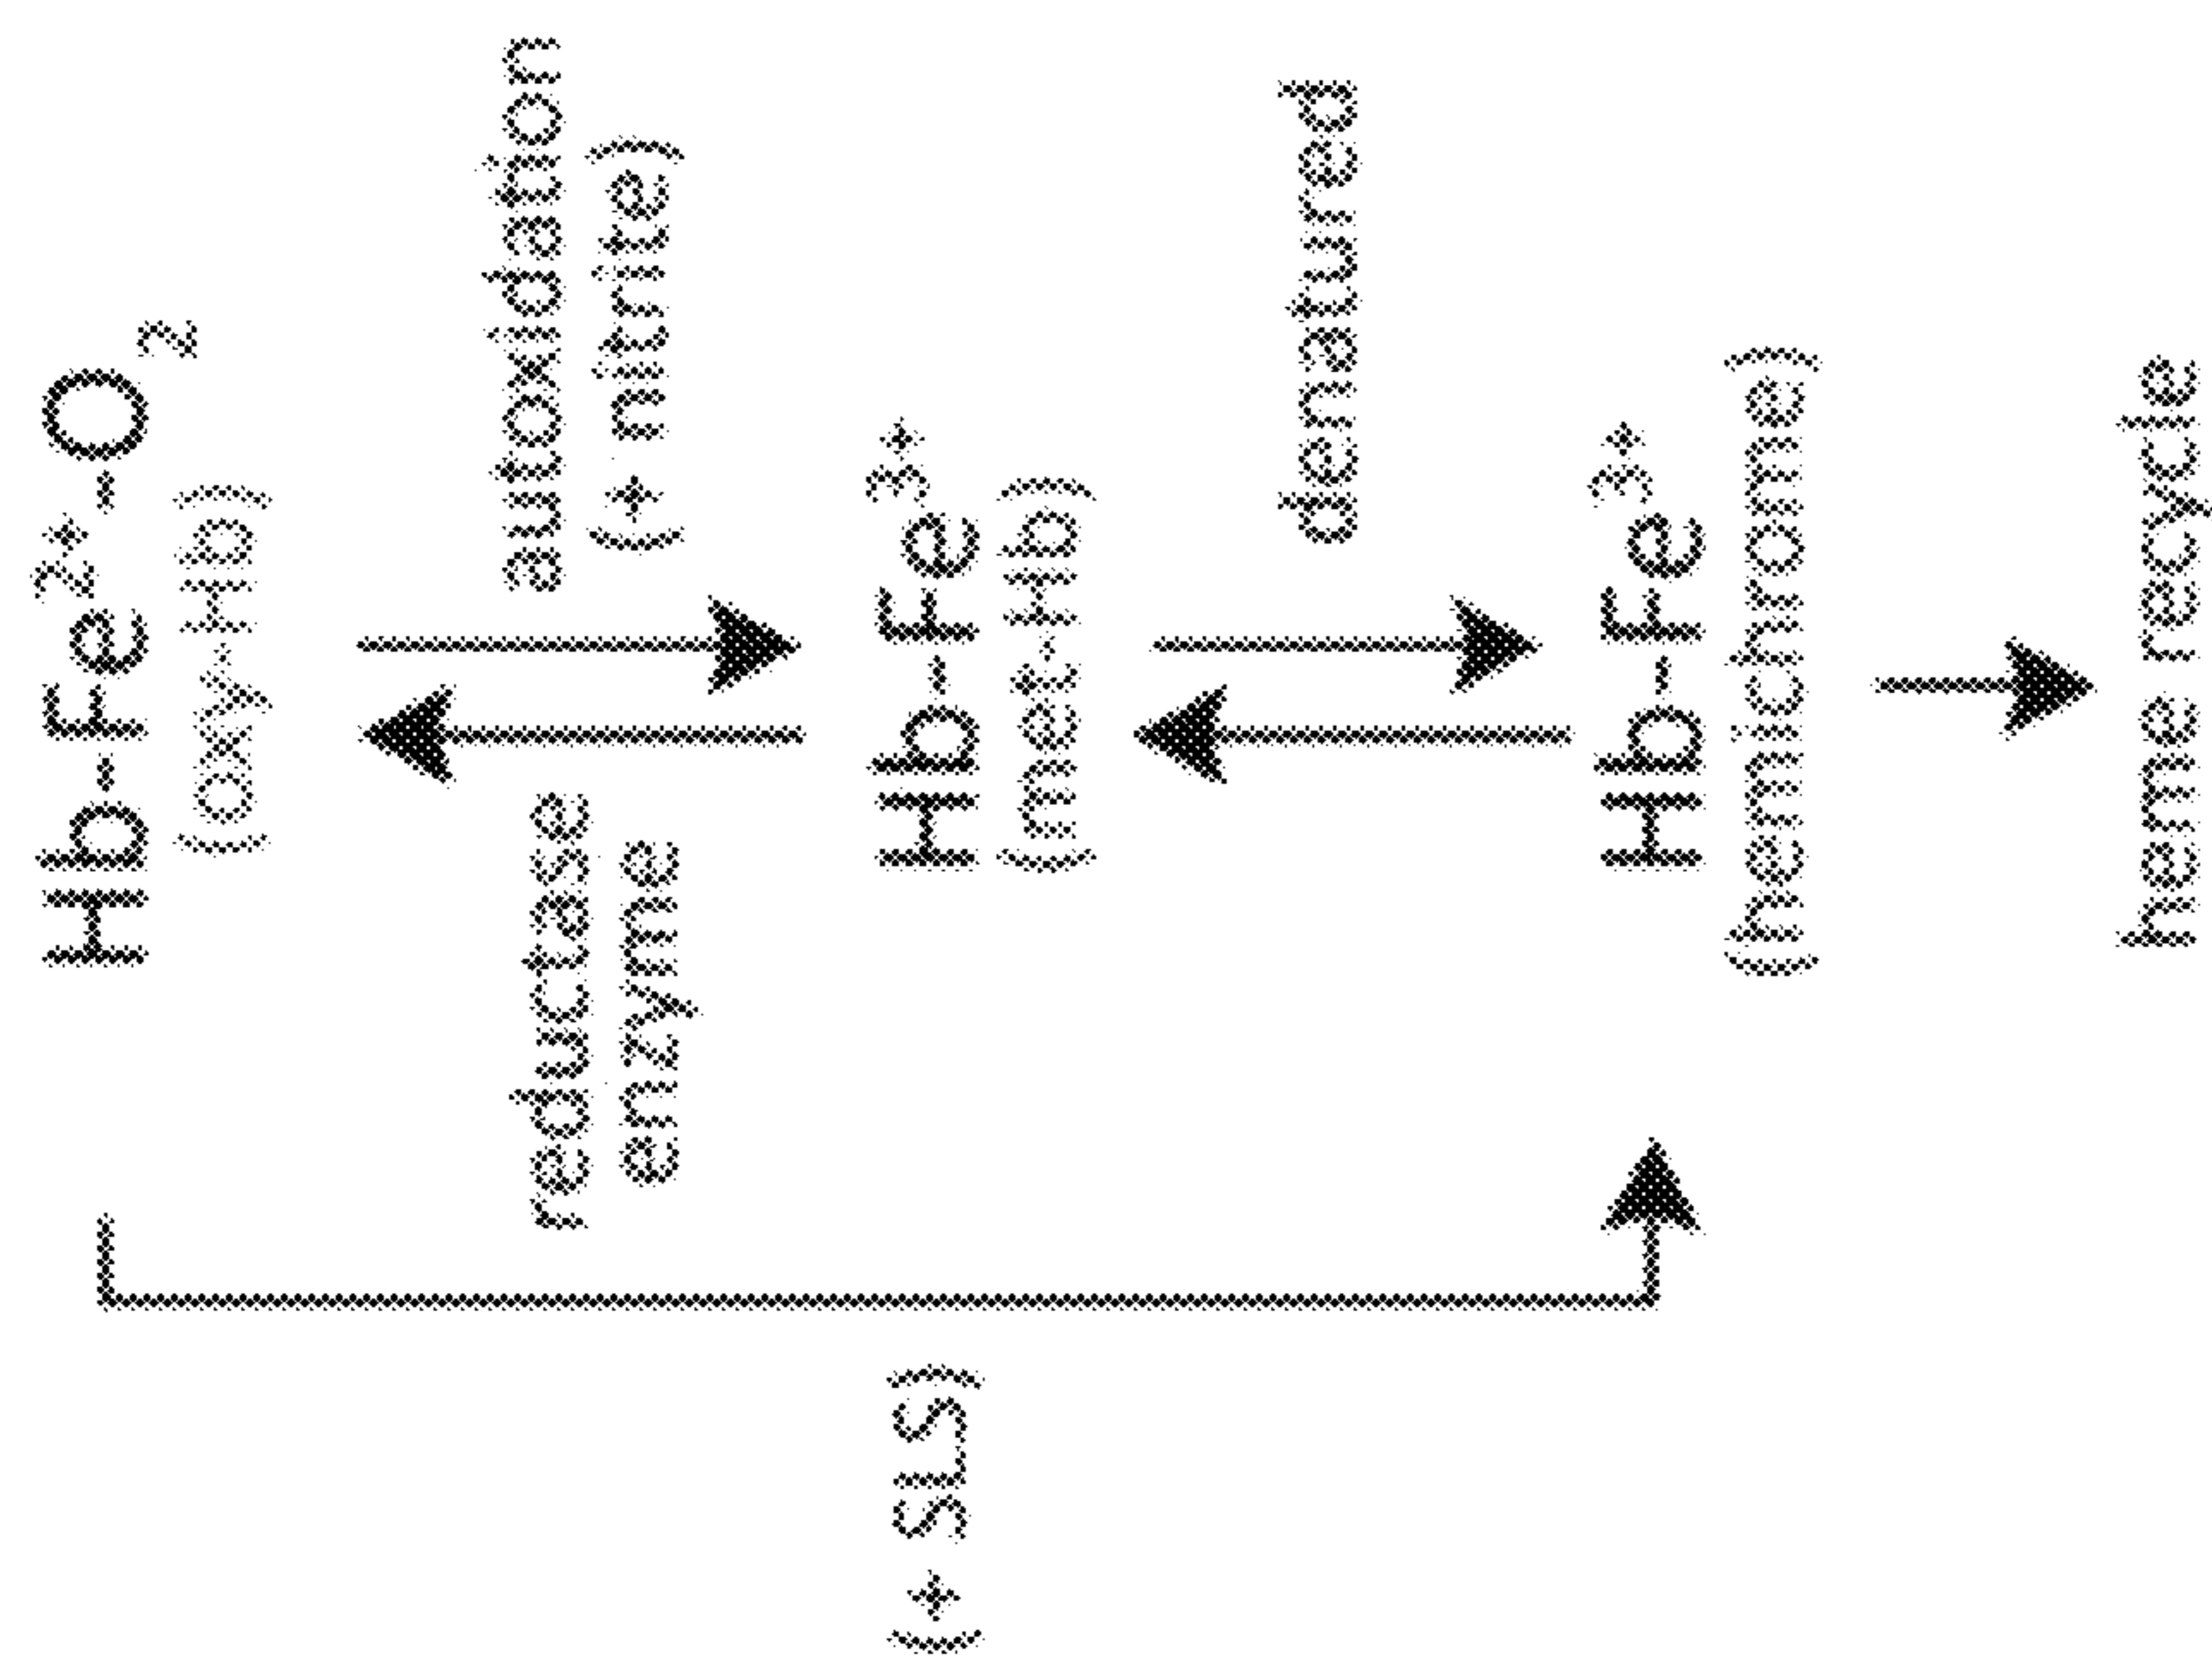 Hb-Fe²⁺-O₂
(oxy-Hb)
reductase
enzyme
autoxidation
(+ nitrite)
(+ SLS)
Hb-Fe³⁺
(met-Hb)
denatured
Hb-Fe³⁺
(hemichrome)
heme recycle